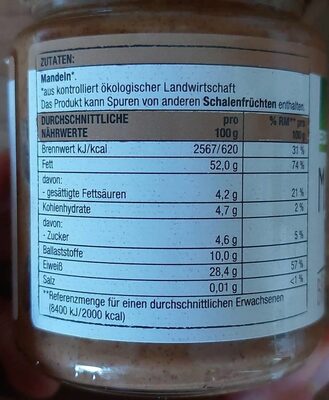 ZUTATEN:
Mandeln*.
*aus kontrolliert ökologischer Landwirtschaft
Das Produkt kann Spuren von anderen Schalenfrüchten enthalten.
DURCHSCHNITTLICHE NÄHRWERTE pro 100 g % RM** pro 100g
Brennwert kJ/kcal 2567/620 31 %
Fett 52,0 g 74 %
davon:
- gesättigte Fettsäuren 4,2 g 21 %
Kohlenhydrate 4,7 g 2 %
davon:
- Zucker 4,6 g 5 %
Ballaststoffe 10,0 g
Eiweiß 28,4 g 57 %
Salz 0,01 g <1 %
**Referenzmenge für einen durchschnittlichen Erwachsenen
(8400 kJ/2000 kcal)